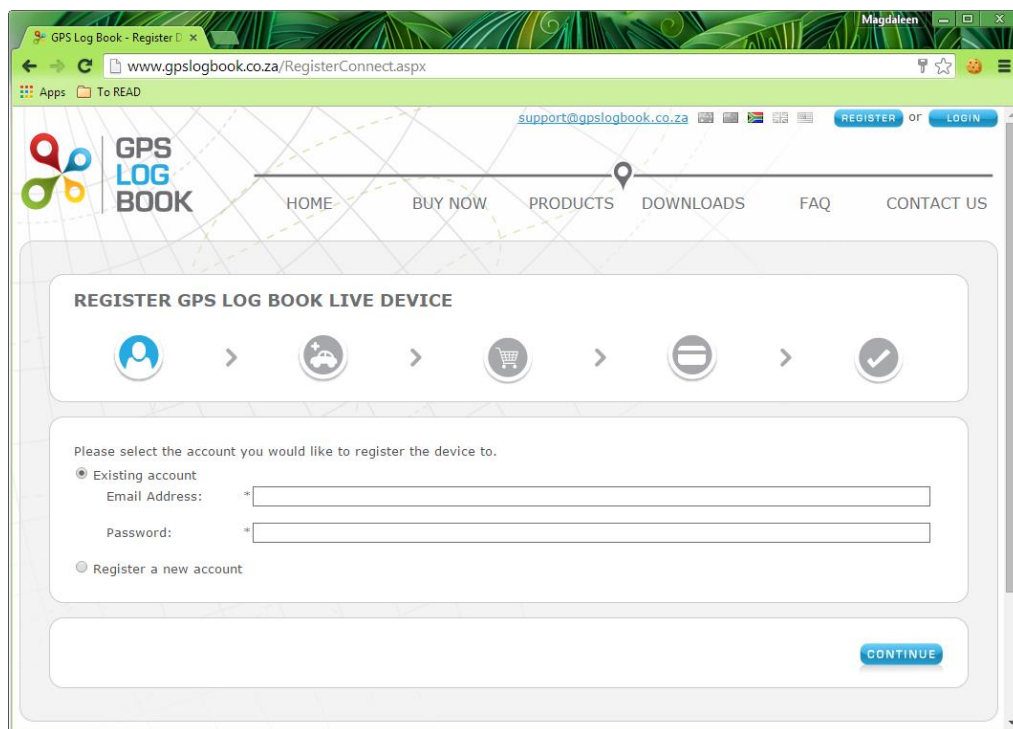 Magdaleen
GPS Log Book - Register D
www.gpslogbook.co.za/RegisterConnect.aspx
Apps To READ
support@gpslogbook.co.za REGISTER or LOGIN
GPS
LOG
BOOK
HOME BUY NOW PRODUCTS DOWNLOADS FAQ CONTACT US
REGISTER GPS LOG BOOK LIVE DEVICE
Please select the account you would like to register the device to.
Existing account
Email Address: *
Password: *
Register a new account
CONTINUE